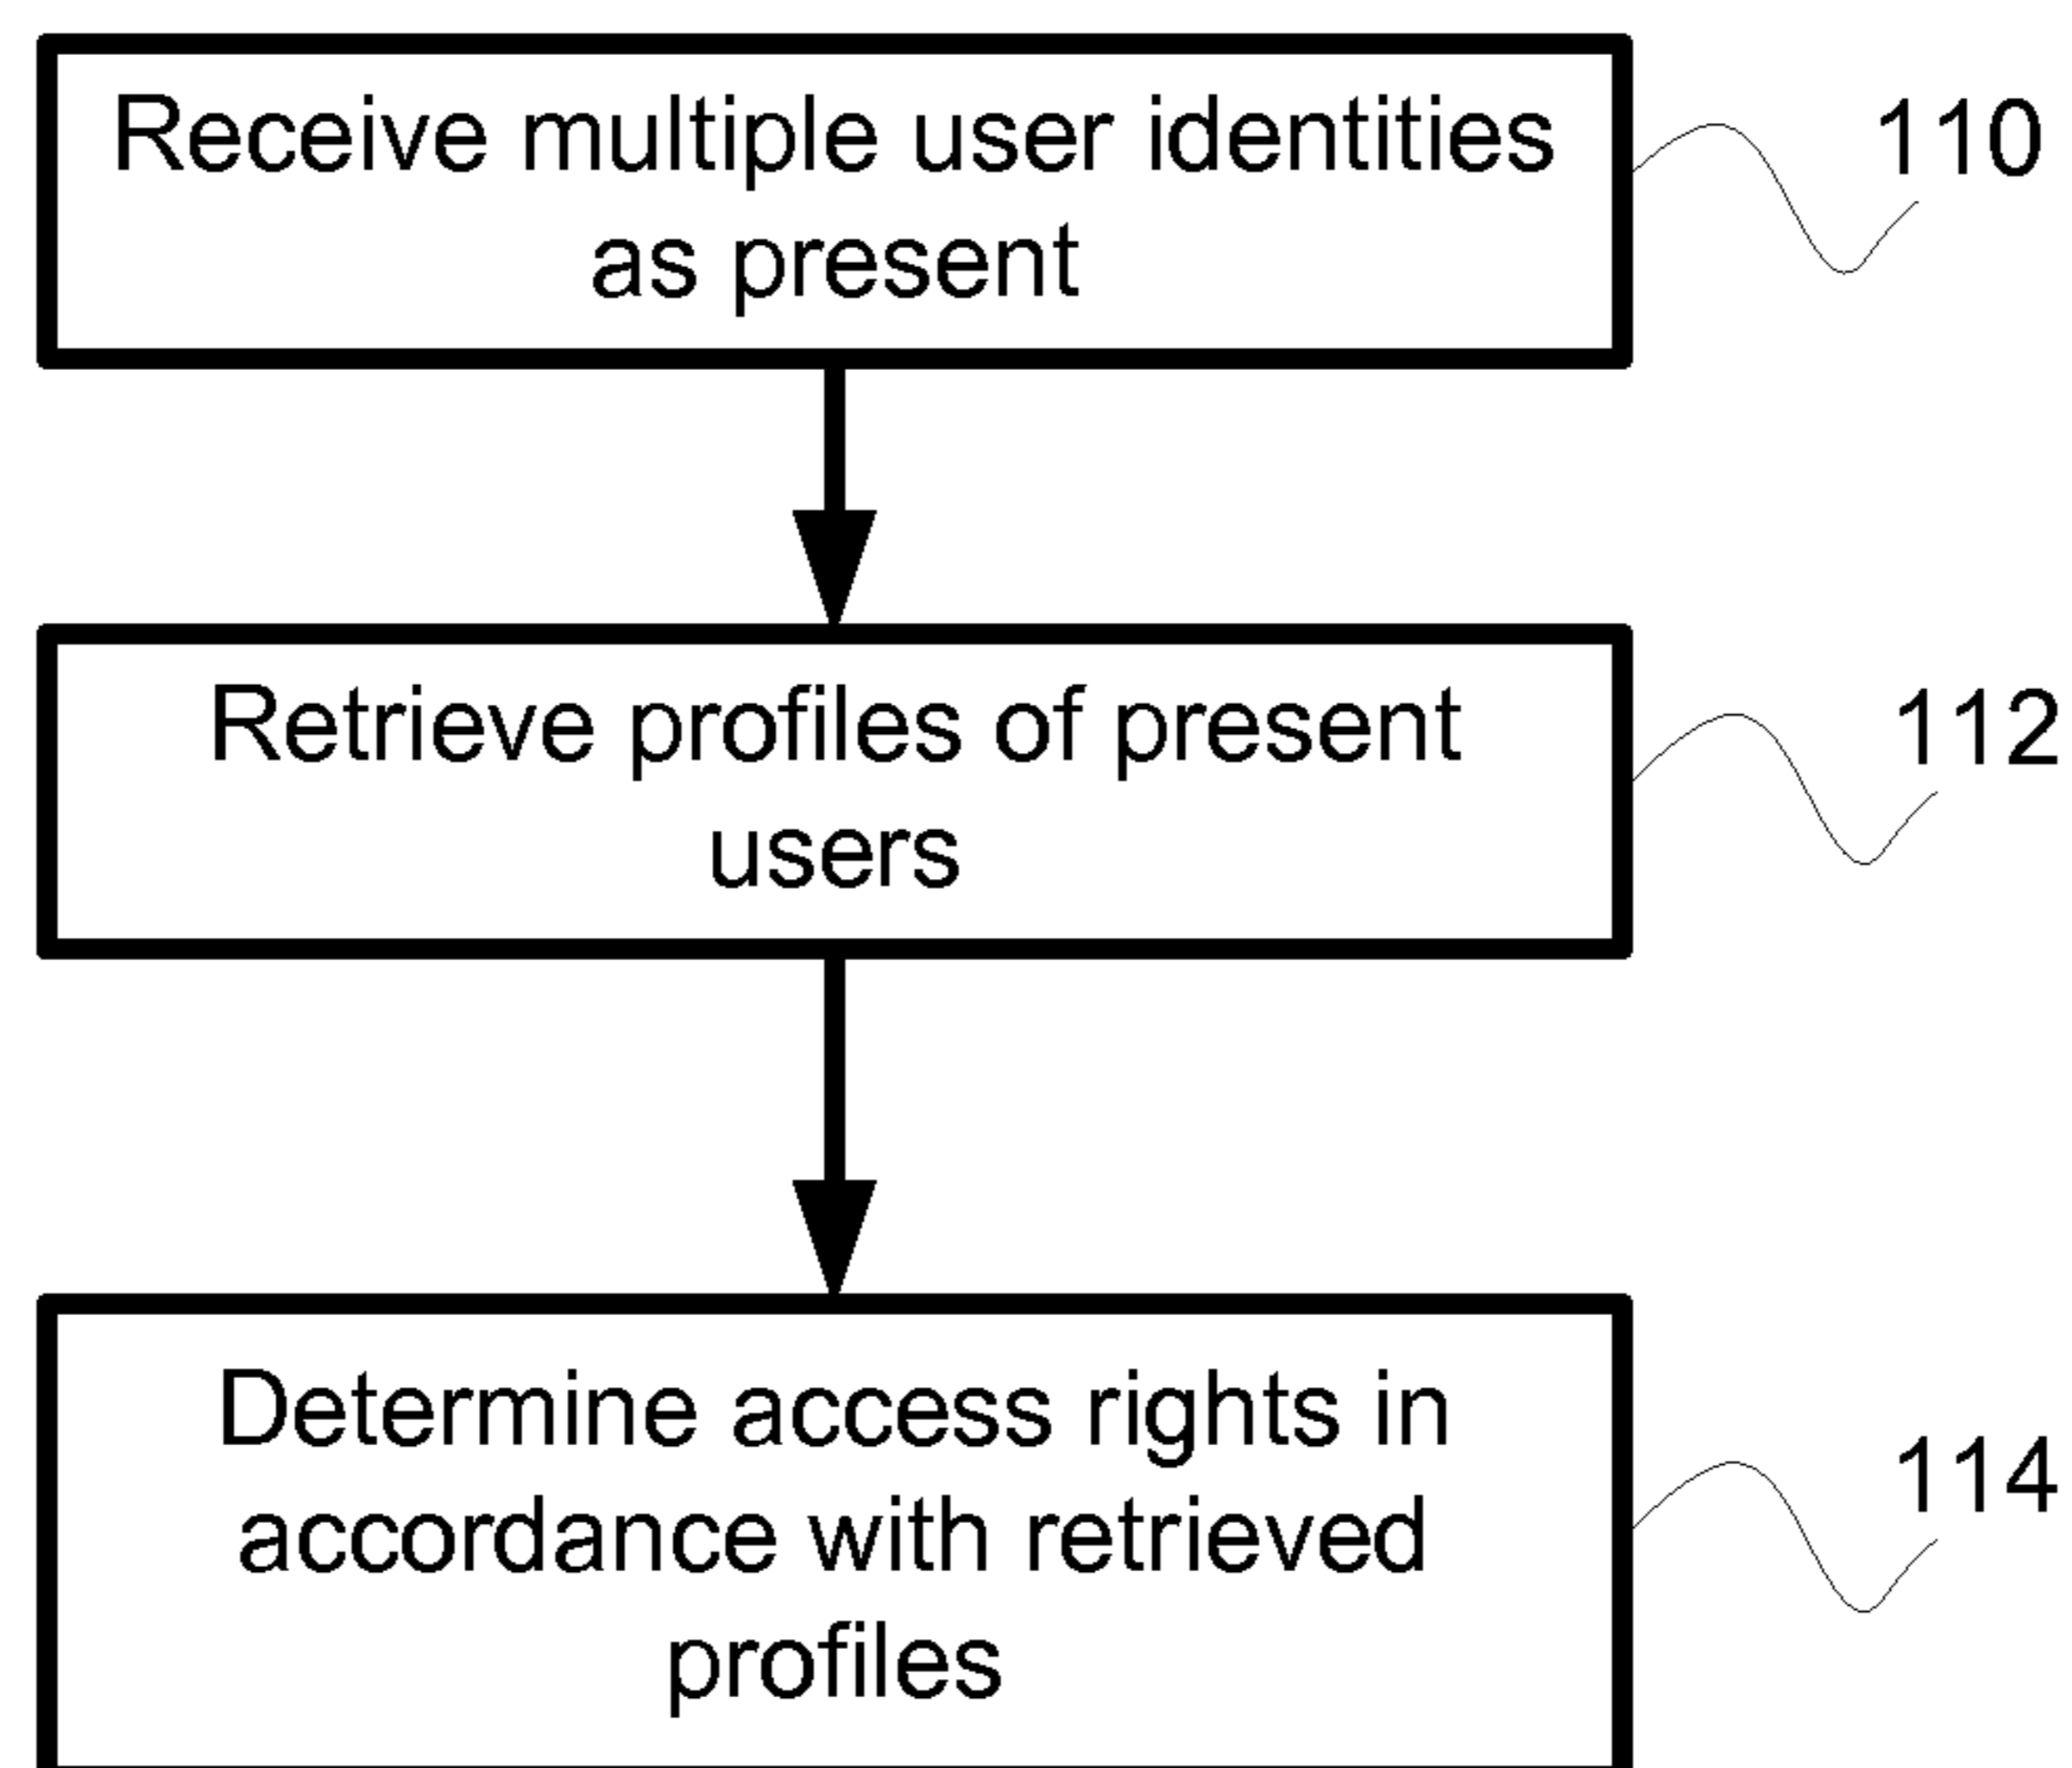 Receive multiple user identities
as present
110
Retrieve profiles of present
users
112
Determine access rights in
accordance with retrieved
profiles
114